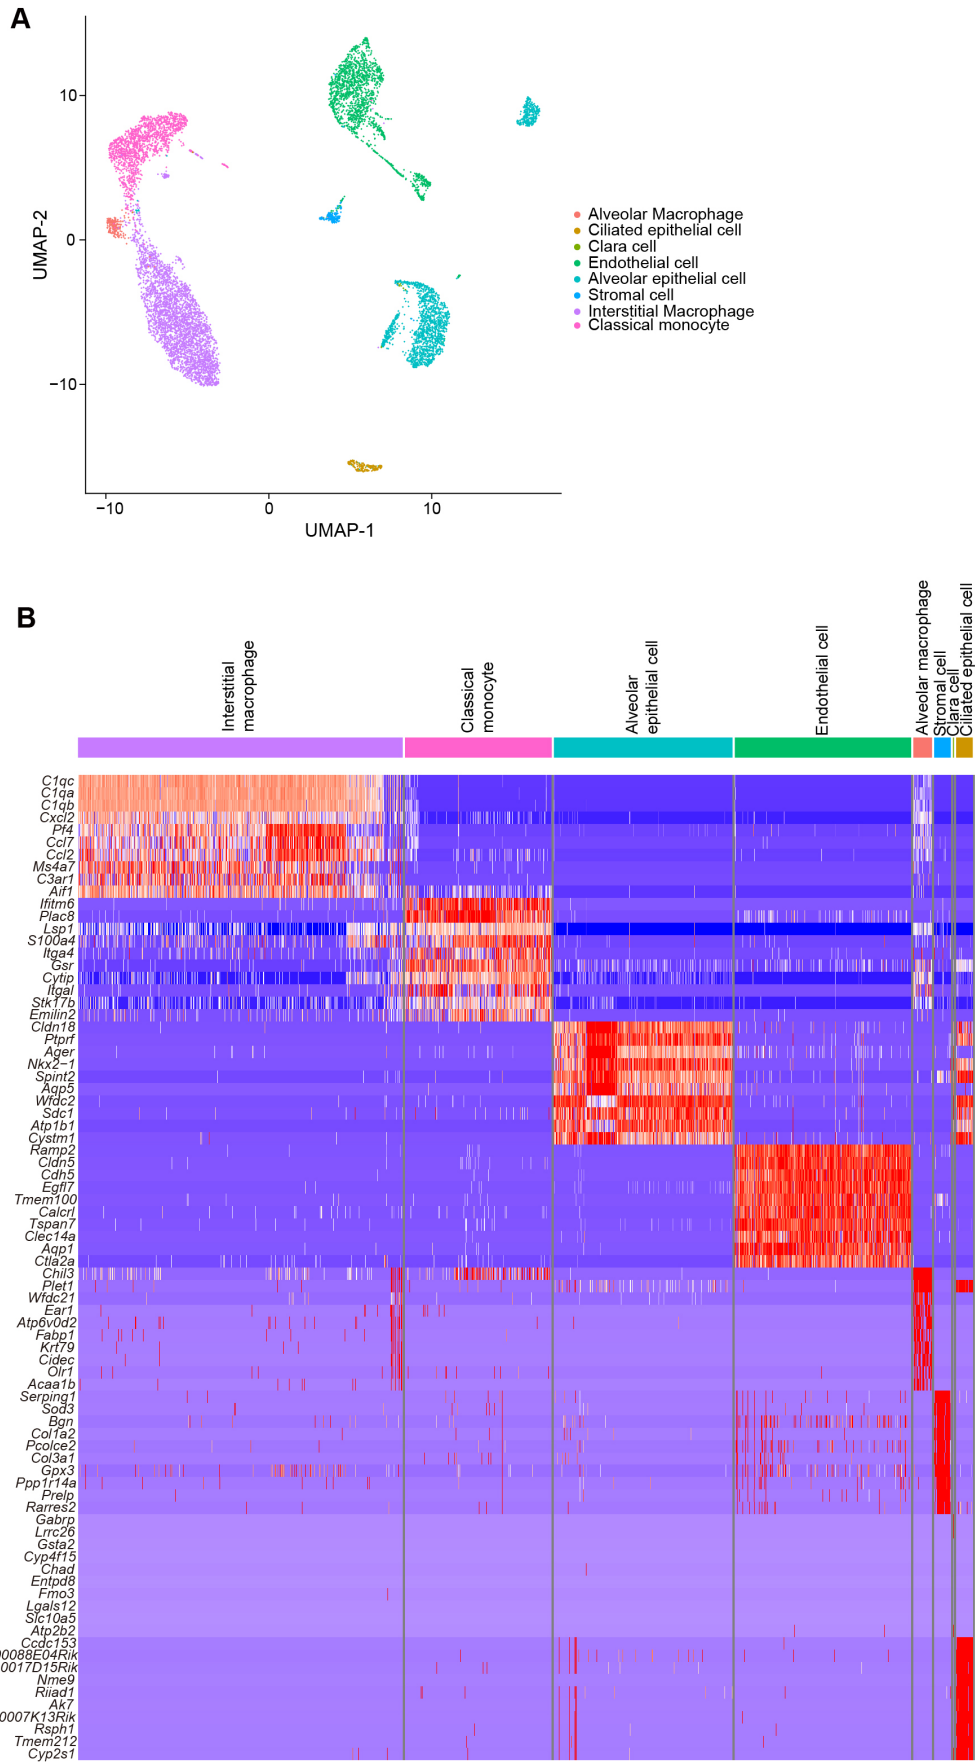 A
10
0
−10
UMAP-2
−10
0
10
UMAP-1
Alveolar Macrophage
Ciliated epithelial cell
Clara cell
Endothelial cell
Alveolar epithelial cell
Stromal cell
Interstitial Macrophage
Classical monocyte
B
Interstitial
macrophage
Classical
monocyte
Alveolar
epithelial cell
Endothelial cell
Alveolar macrophage
Stromal cell
Clara cell
Ciliated epithelial cell
C1qc
C1qa
C1qb
Cxcl2
Pf4
Ccl7
Ccl2
Ms4a7
C3ar1
Aif1
Ifitm6
Plac8
Lsp1
S100a4
Itga4
Gsr
Cytip
Itgal
Stk17b
Emilin2
Cldn18
Ptprf
Ager
Nkx2−1
Spint2
Aqp5
Wfdc2
Sdc1
Atp1b1
Cystm1
Ramp2
Cldn5
Cdh5
Egfl7
Tmem100
Calcrl
Tspan7
Clec14a
Aqp1
Ctla2a
Chil3
Plet1
Wfdc21
Ear1
Atp6v0d2
Fabp1
Krt79
Cidec
Olr1
Acaa1b
Serping1
Sod3
Bgn
Col1a2
Pcolce2
Col3a1
Gpx3
Ppp1r14a
Prelp
Rarres2
Gabrp
Lrrc26
Gsta2
Cyp4f15
Chad
Entpd8
Fmo3
Lgals12
Slc10a5
Atp2b2
Ccdc153
0088E04Rik
0017D15Rik
Nme9
Riiad1
Ak7
0007K13Rik
Rsph1
Tmem212
Cyp2s1